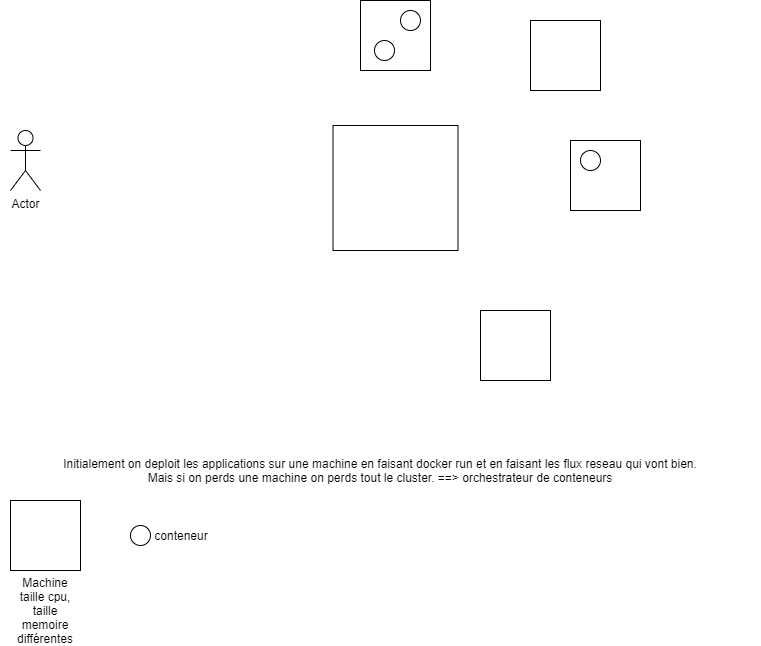 Actor
Initialement on deploit les applications sur une machine en faisant docker run et en faisant les flux reseau qui vont bien.
Mais si on perds une machine on perds tout le cluster. ==> orchestrateur de conteneurs
conteneur
Machine
taille cpu,
taille
memoire
différentes